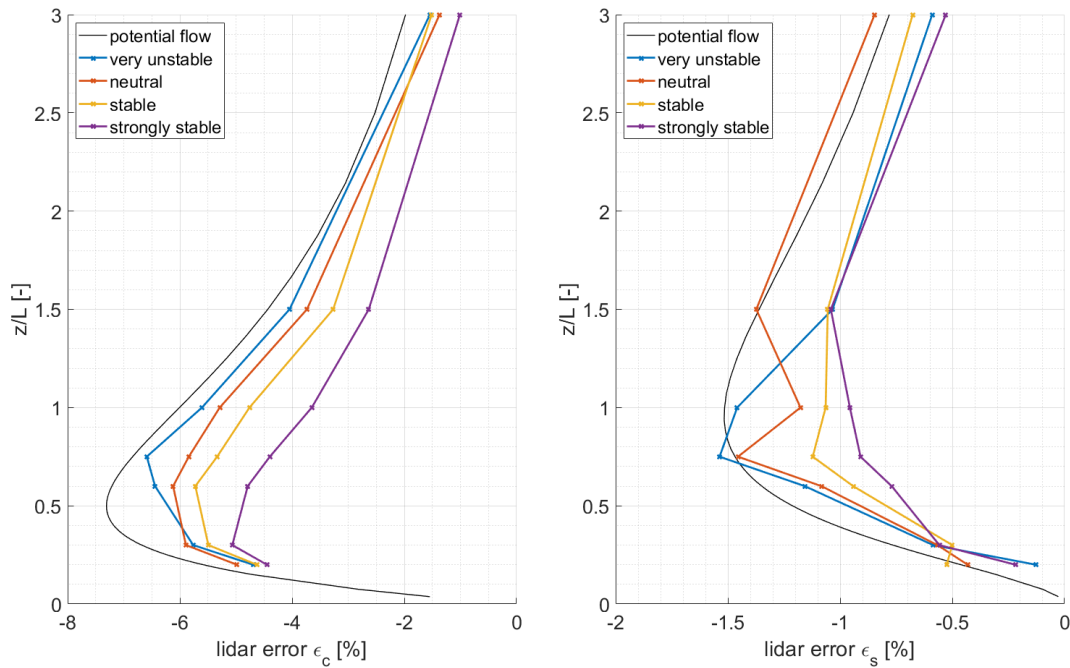 3
2.5
2
1.5
1
0.5
0
z/L [-]
potential flow
very unstable
neutral
stable
strongly stable
-8 -6 -4 -2 0
lidar error ϵc [%]
3
2.5
2
1.5
1
0.5
0
z/L [-]
potential flow
very unstable
neutral
stable
strongly stable
-2 -1.5 -1 -0.5 0
lidar error ϵs [%]